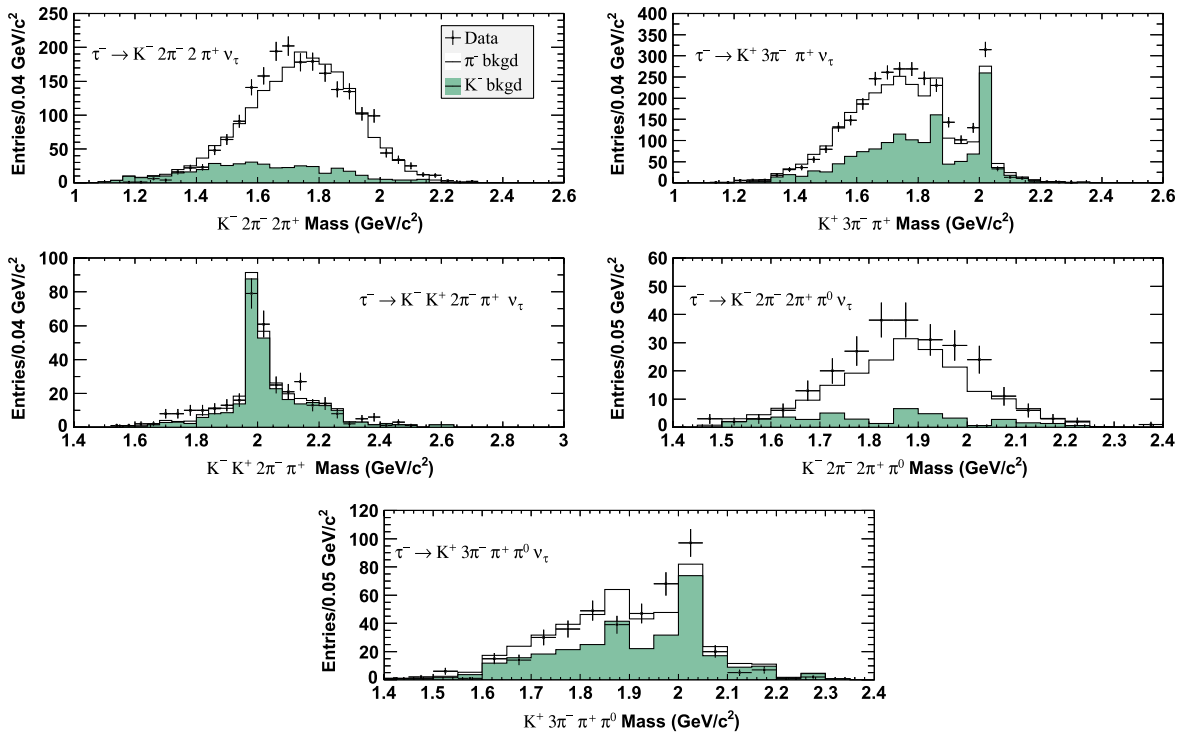 Entries/0.04 GeV/c²
250
200
150
100
50
0
τ⁻ → K⁻ 2π⁻ 2 π⁺ ν_τ
Data
π⁻ bkgd
K⁻ bkgd
1 1.2 1.4 1.6 1.8 2 2.2 2.4 2.6
K⁻ 2π⁻ 2π⁺ Mass (GeV/c²)
Entries/0.04 GeV/c²
400
350
300
250
200
150
100
50
0
τ⁻ → K⁺ 3π⁻ π⁺ ν_τ
1 1.2 1.4 1.6 1.8 2 2.2 2.4 2.6
K⁺ 3π⁻ π⁺ Mass (GeV/c²)
Entries/0.04 GeV/c²
100
80
60
40
20
0
τ⁻ → K⁻ K⁺ 2π⁻ π⁺ ν_τ
1.4 1.6 1.8 2 2.2 2.4 2.6 2.8 3
K⁻ K⁺ 2π⁻ π⁺ Mass (GeV/c²)
Entries/0.05 GeV/c²
60
50
40
30
20
10
0
τ⁻ → K⁻ 2π⁻ 2π⁺ π⁰ ν_τ
1.4 1.5 1.6 1.7 1.8 1.9 2 2.1 2.2 2.3 2.4
K⁻ 2π⁻ 2π⁺ π⁰ Mass (GeV/c²)
Entries/0.05 GeV/c²
120
100
80
60
40
20
0
τ⁻ → K⁺ 3π⁻ π⁺ π⁰ ν_τ
1.4 1.5 1.6 1.7 1.8 1.9 2 2.1 2.2 2.3 2.4
K⁺ 3π⁻ π⁺ π⁰ Mass (GeV/c²)